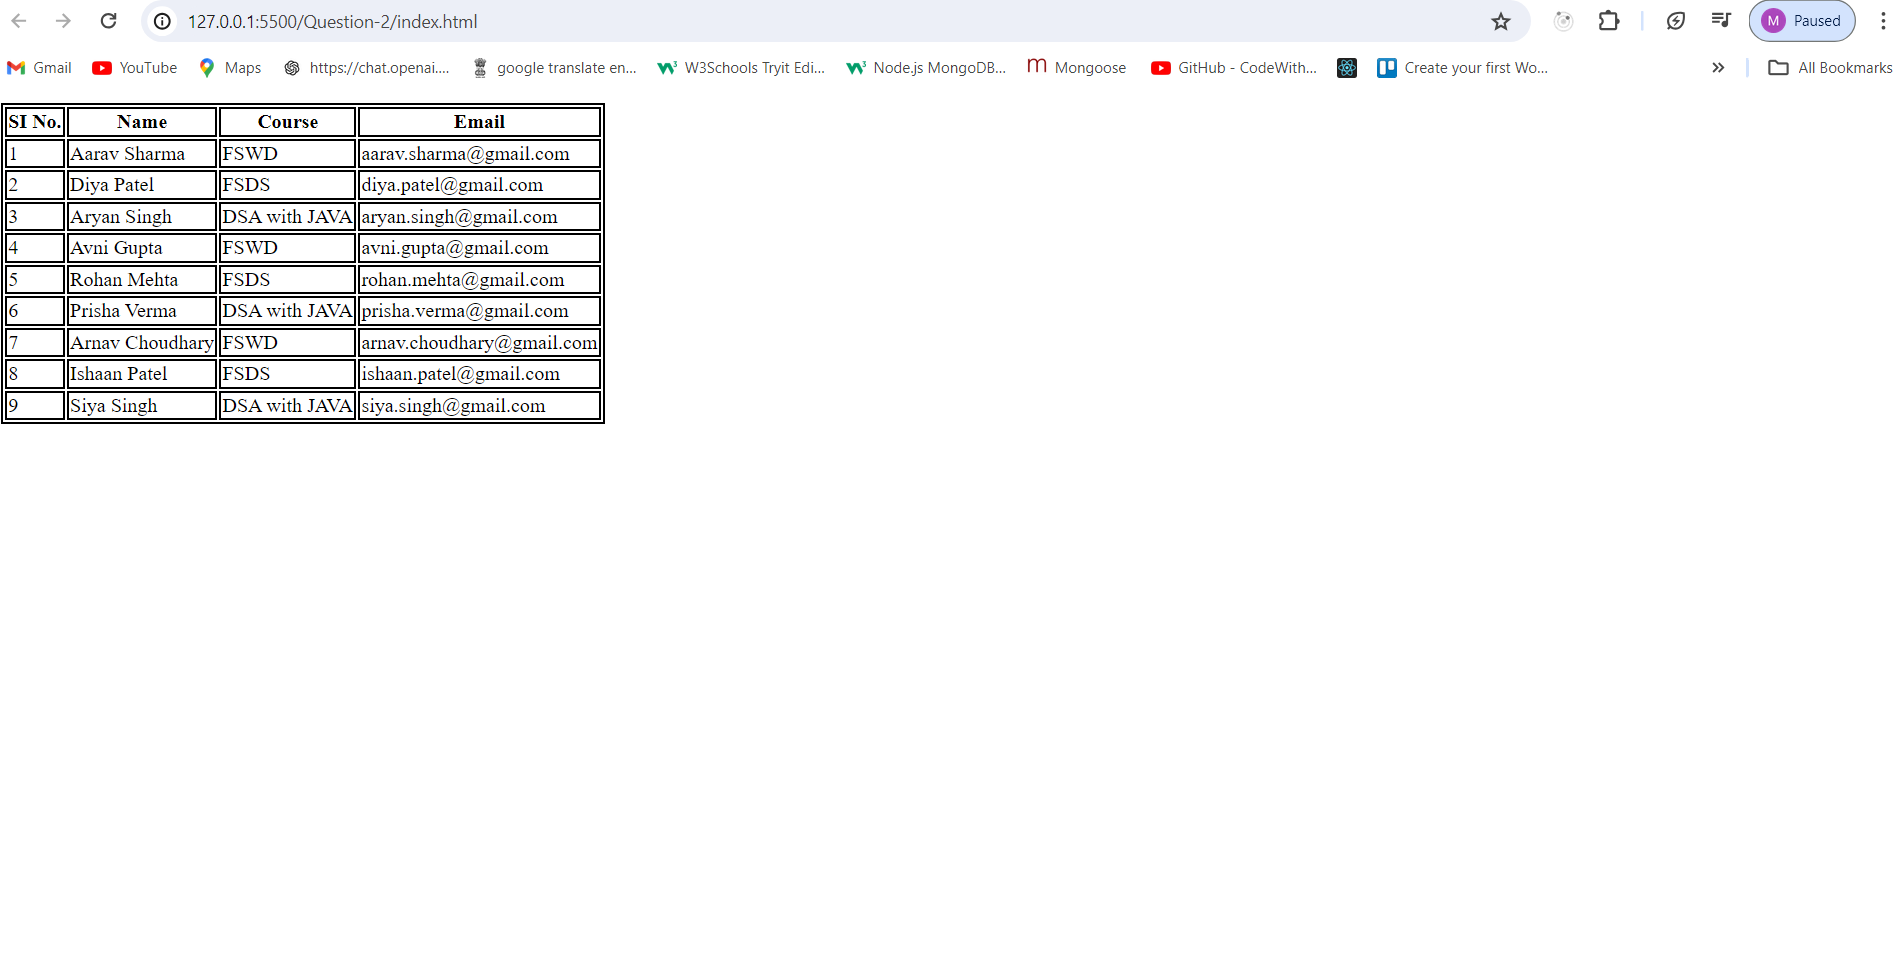 127.0.0.1:5500/Question-2/index.html M Paused
Gmail YouTube Maps https://chat.openai.... google translate en... W3Schools Tryit Edi... Node.js MongoDB... Mongoose GitHub - CodeWith... Create your first Wo... » All Bookmarks
SI No. Name Course Email
1 Aarav Sharma FSWD aarav.sharma@gmail.com
2 Diya Patel FSDS diya.patel@gmail.com
3 Aryan Singh DSA with JAVA aryan.singh@gmail.com
4 Avni Gupta FSWD avni.gupta@gmail.com
5 Rohan Mehta FSDS rohan.mehta@gmail.com
6 Prisha Verma DSA with JAVA prisha.verma@gmail.com
7 Arnav Choudhary FSWD arnav.choudhary@gmail.com
8 Ishaan Patel FSDS ishaan.patel@gmail.com
9 Siya Singh DSA with JAVA siya.singh@gmail.com